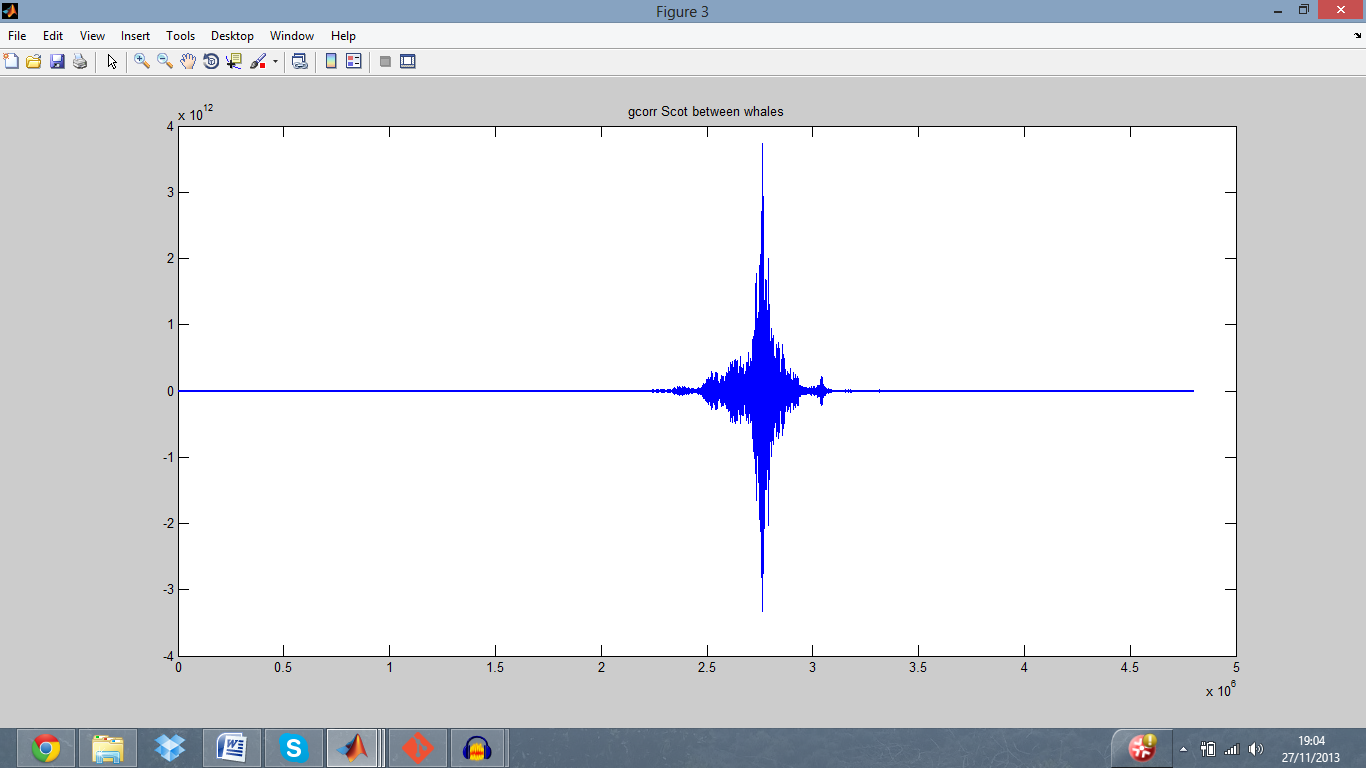 Figure 3
File Edit View Insert Tools Desktop Window Help
x 10^12
gcorr Scot between whales
4
3
2
1
0
-1
-2
-3
-4
0 0.5 1 1.5 2 2.5 3 3.5 4 4.5 5
x 10^6
W S
19:04
27/11/2013